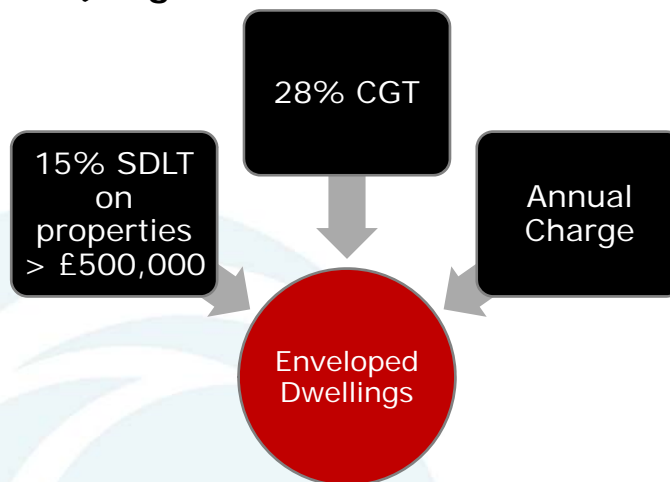 28% CGT
15% SDLT
on
properties
> £500,000
Annual
Charge
Enveloped
Dwellings